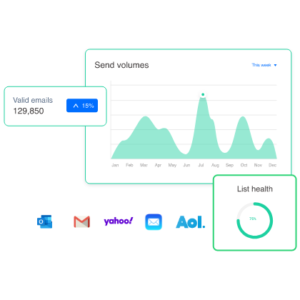 Send volumes
This week
Valid emails
129,850
15%
Jan Feb Mar Apr May Jun Jul Aug Sep Oct Nov Dec
List health
yahoo!
Aol.